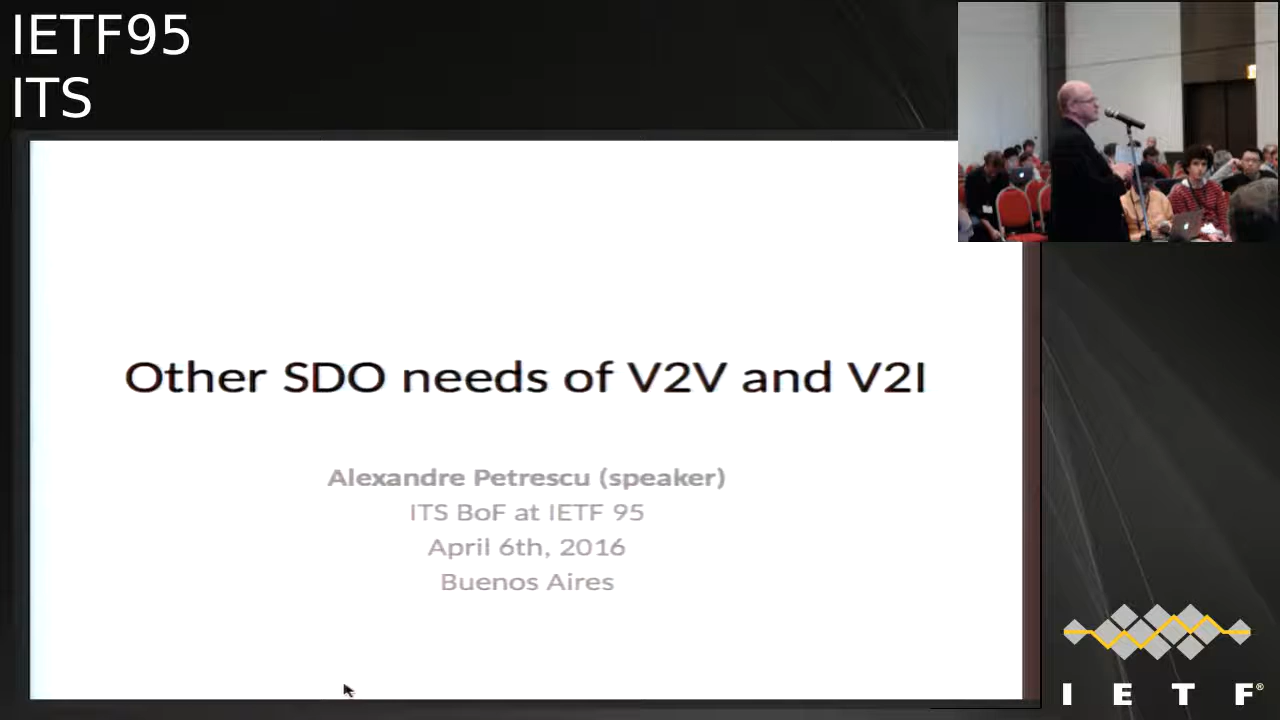 IETF95
ITS
Other SDO needs of V2V and V2I
Alexandre Petrescu (speaker)
ITS BoF at IETF 95
April 6th, 2016
Buenos Aires
I E T F®